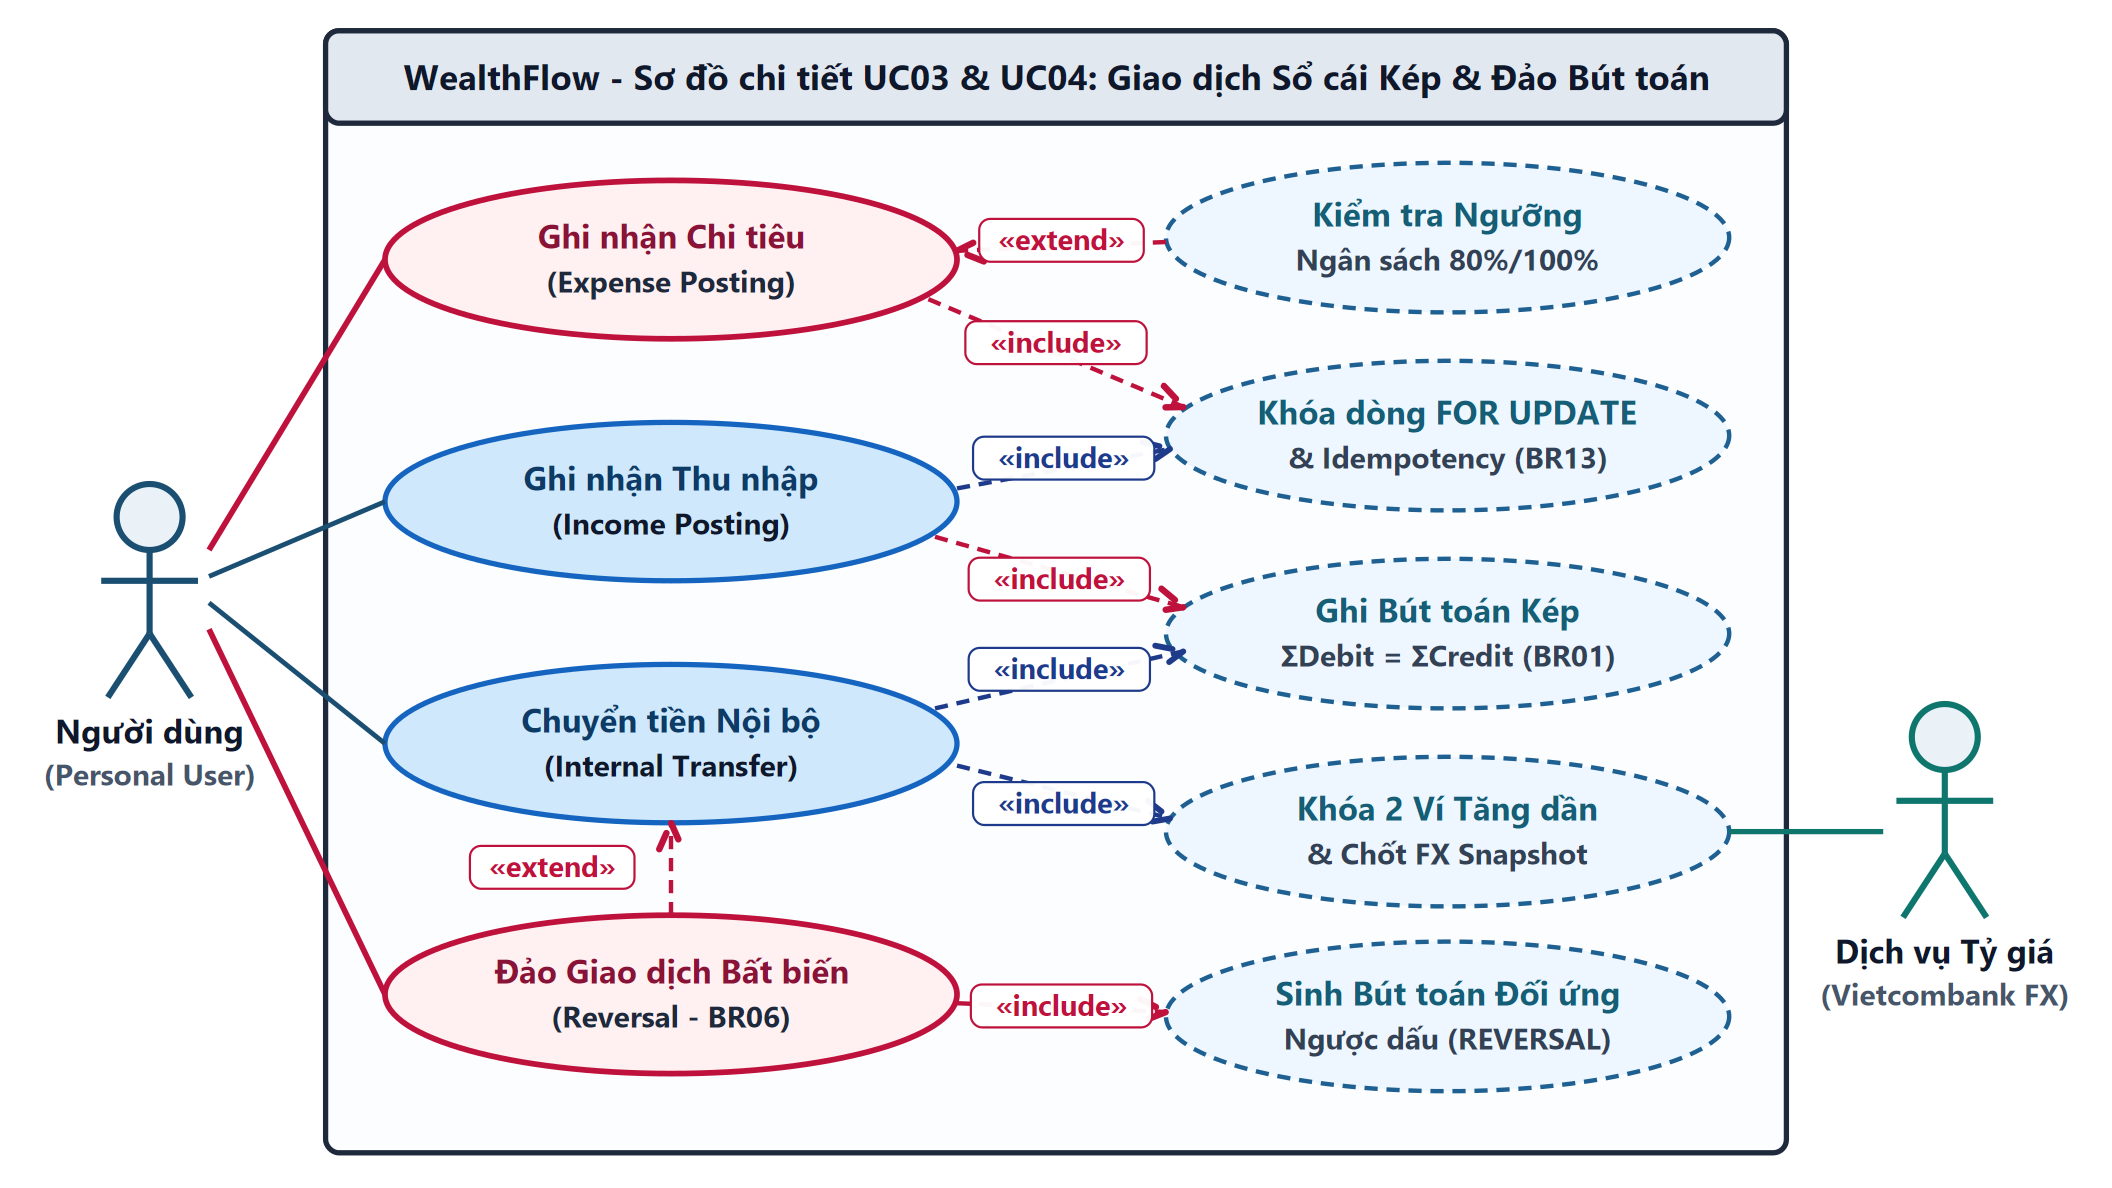 WealthFlow - Sơ đồ chi tiết UC03 & UC04: Giao dịch Sổ cái Kép & Đảo Bút toán
Ghi nhận Chi tiêu
(Expense Posting)
«extend»
Kiểm tra Ngưỡng
Ngân sách 80%/100%
«include»
Khóa dòng FOR UPDATE
& Idempotency (BR13)
Ghi nhận Thu nhập
(Income Posting)
«include»
«include»
Ghi Bút toán Kép
ΣDebit = ΣCredit (BR01)
«include»
Chuyển tiền Nội bộ
(Internal Transfer)
«include»
Khóa 2 Ví Tăng dần
& Chốt FX Snapshot
«extend»
Đảo Giao dịch Bất biến
(Reversal - BR06)
«include»
Sinh Bút toán Đối ứng
Ngược dấu (REVERSAL)
Người dùng
(Personal User)
Dịch vụ Tỷ giá
(Vietcombank FX)